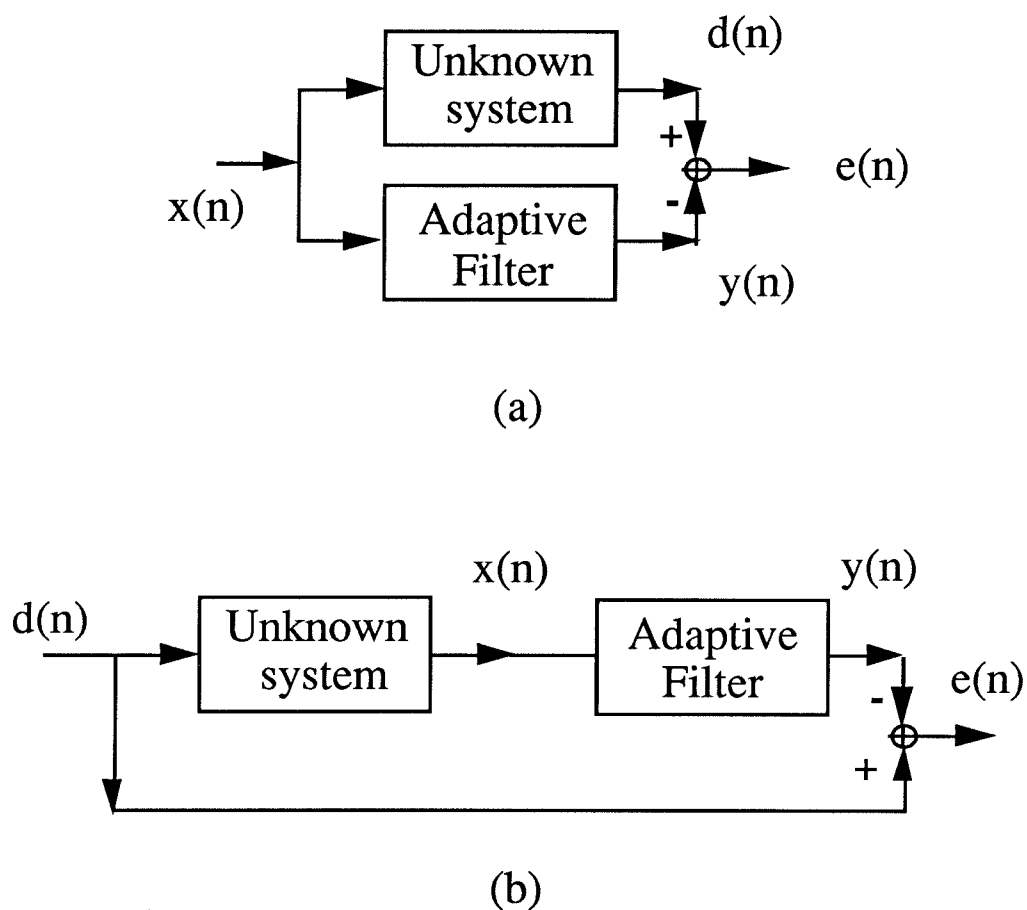 d(n)
Unknown
system
+
e(n)
x(n)
-
Adaptive
Filter
y(n)
(a)
x(n)
y(n)
d(n)
Unknown
system
Adaptive
Filter
e(n)
-
+
(b)